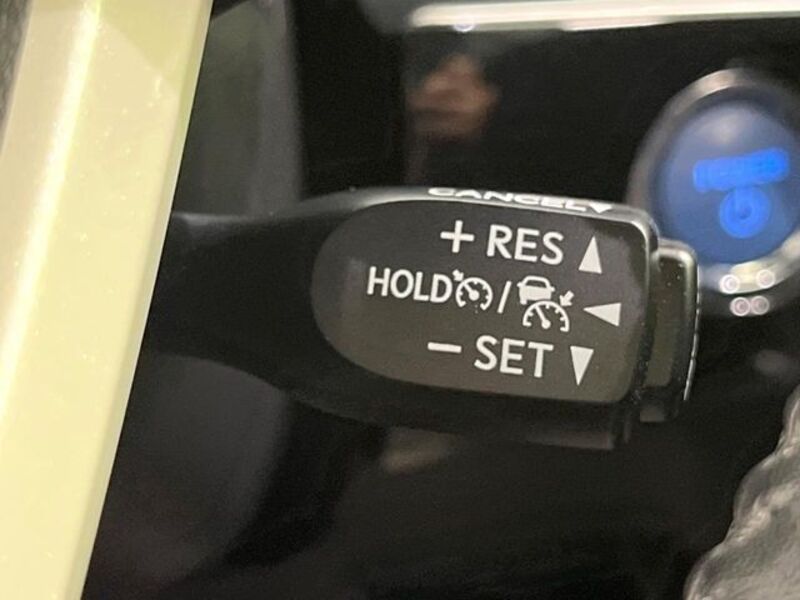 CANCEL
+ RES ▲
HOLD / ◀
− SET ▼